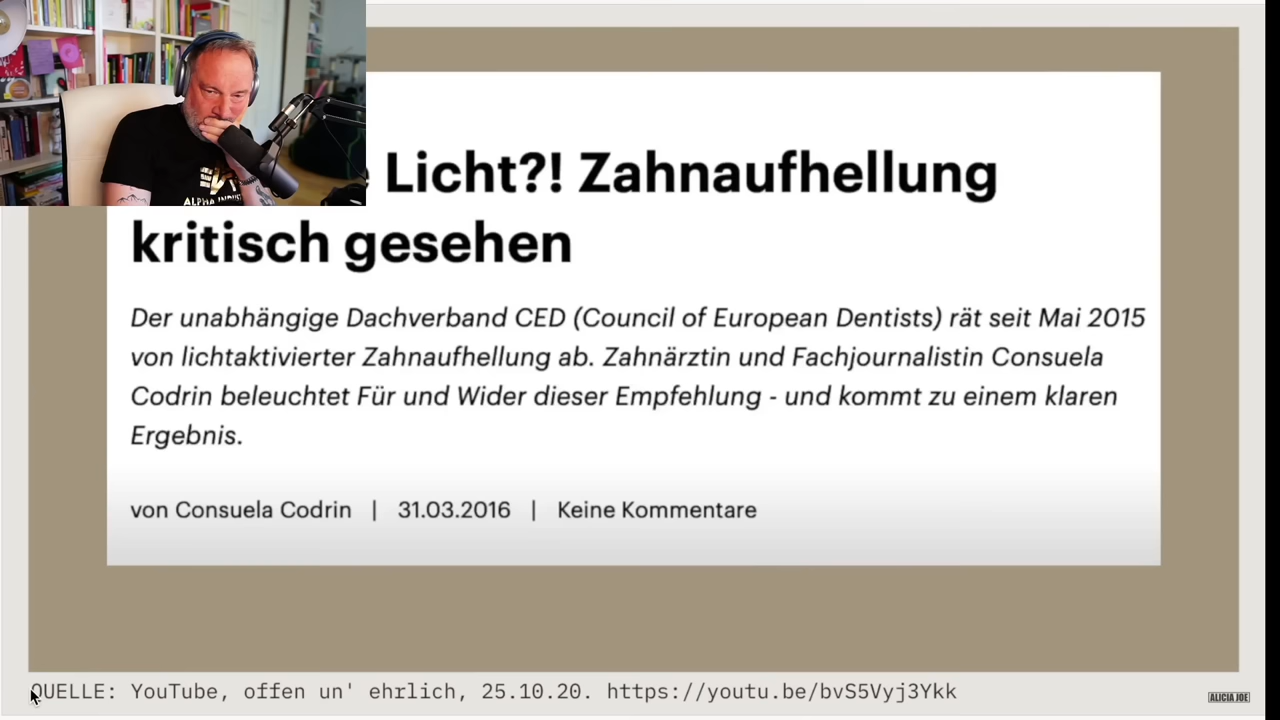 Licht?! Zahnaufhellung
kritisch gesehen
Der unabhängige Dachverband CED (Council of European Dentists) rät seit Mai 2015
von lichtaktivierter Zahnaufhellung ab. Zahnärztin und Fachjournalistin Consuela
Codrin beleuchtet Für und Wider dieser Empfehlung - und kommt zu einem klaren
Ergebnis.
von Consuela Codrin | 31.03.2016 | Keine Kommentare
QUELLE: YouTube, offen un' ehrlich, 25.10.20. https://youtu.be/bvS5Vyj3Ykk
ALICIA JOE